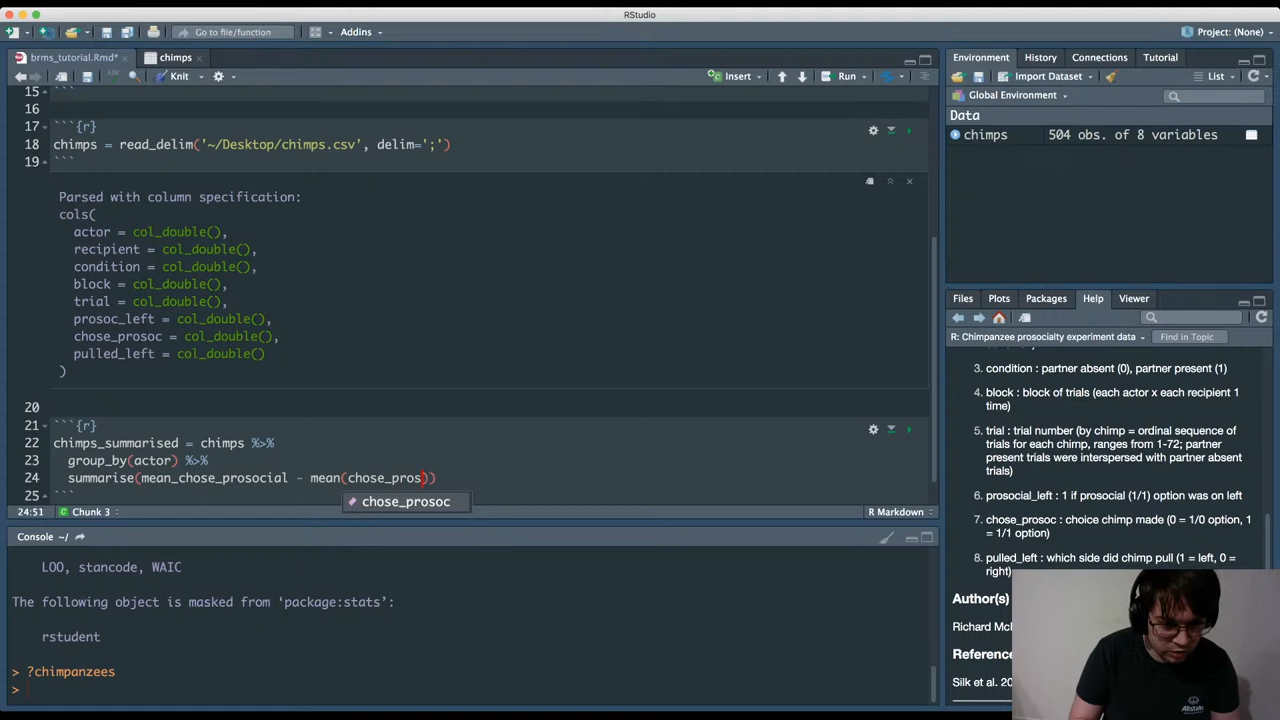 RStudio
Go to file/function
Addins
Project: (None)
brms_tutorial.Rmd*
chimps
Knit
Insert
Run
15 ```
16
17 ```{r}
18 chimps = read_delim('~/Desktop/chimps.csv', delim=';')
19 ```
Parsed with column specification:
cols(
actor = col_double(),
recipient = col_double(),
condition = col_double(),
block = col_double(),
trial = col_double(),
prosoc_left = col_double(),
chose_prosoc = col_double(),
pulled_left = col_double()
)
20
21 ```{r}
22 chimps_summarised = chimps %>%
23 group_by(actor) %>%
24 summarise(mean_chose_prosocial - mean(chose_pros))
25 ```
chose_prosoc
24:51 Chunk 3 R Markdown
Console ~/
LOO, stancode, WAIC
The following object is masked from ‘package:stats’:
rstudent
> ?chimpanzees
>
Environment History Connections Tutorial
Import Dataset List
Global Environment
Data
chimps 504 obs. of 8 variables
Files Plots Packages Help Viewer
R: Chimpanzee prosocialty experiment data Find in Topic
3. condition : partner absent (0), partner present (1)
4. block : block of trials (each actor x each recipient 1
time)
5. trial : trial number (by chimp = ordinal sequence of
trials for each chimp, ranges from 1-72; partner
present trials were interspersed with partner absent
trials)
6. prosocial_left : 1 if prosocial (1/1) option was on left
7. chose_prosoc : choice chimp made (0 = 1/0 option, 1
= 1/1 option)
8. pulled_left : which side did chimp pull (1 = left, 0 =
right)
Author(s)
Richard
Silk et al.
Allstate